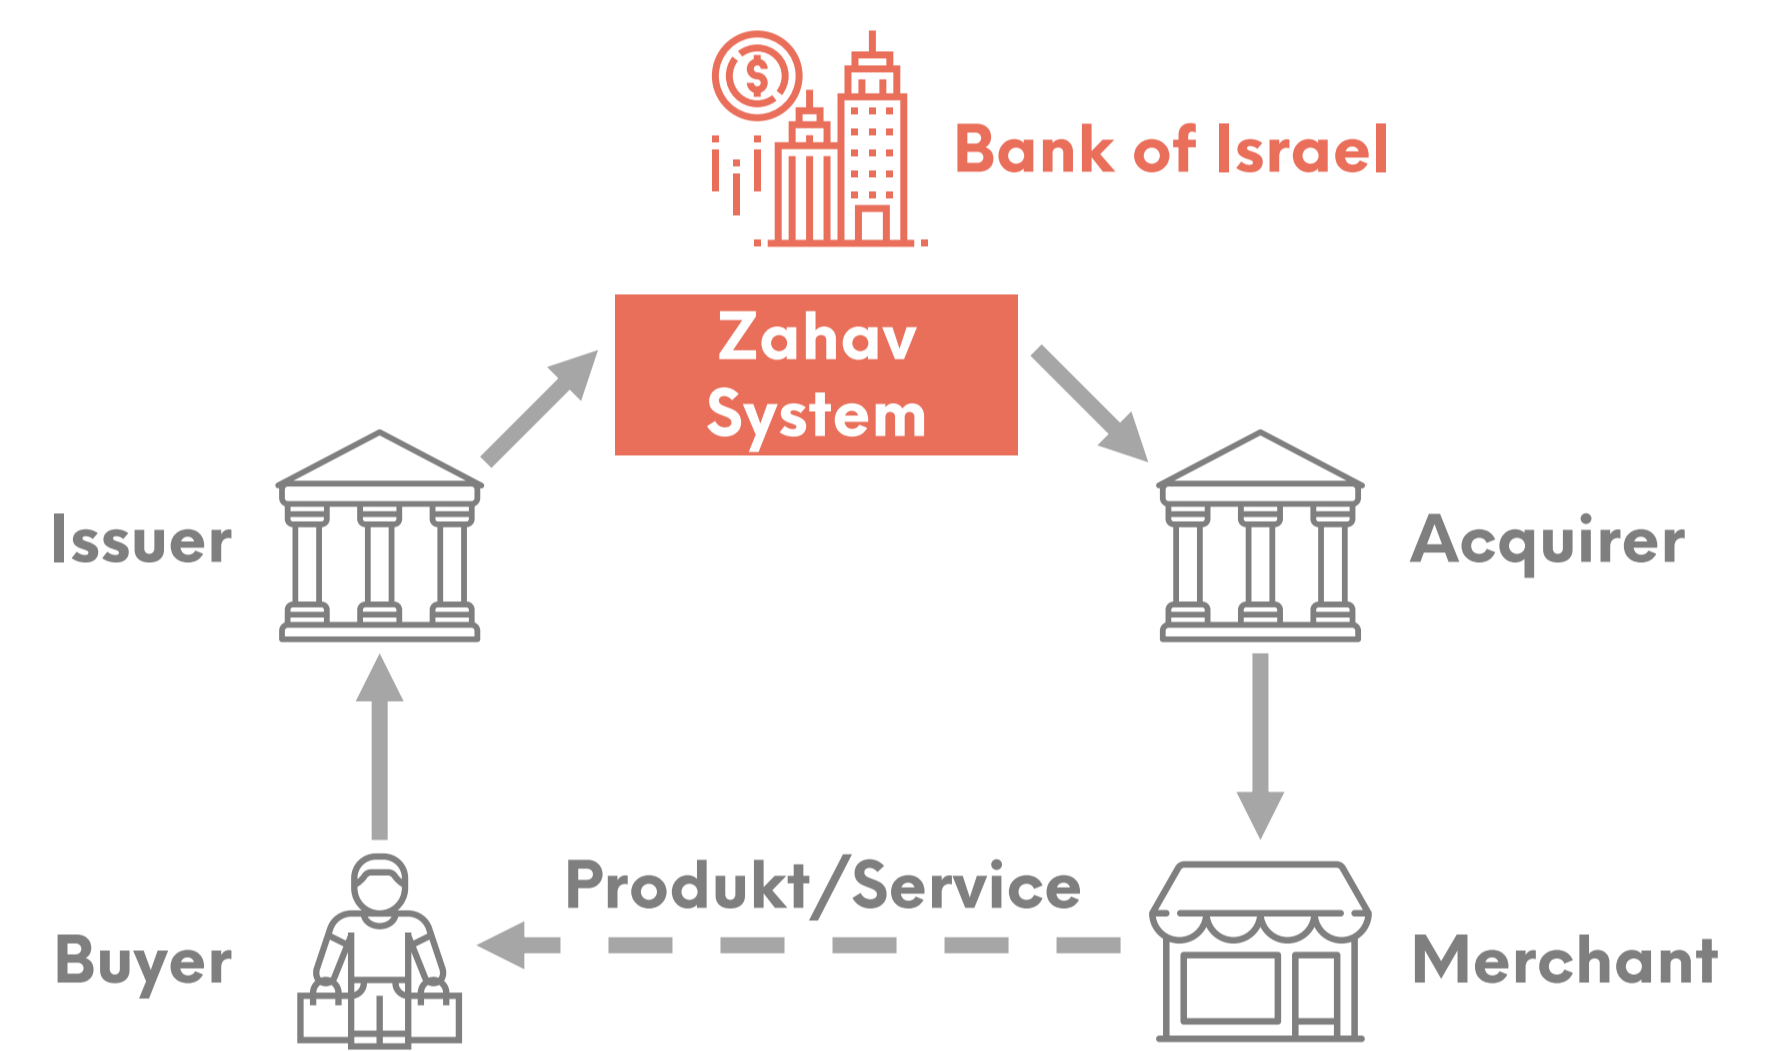 Bank of Israel
Zahav
System
Issuer
Acquirer
Produkt/Service
Buyer
Merchant